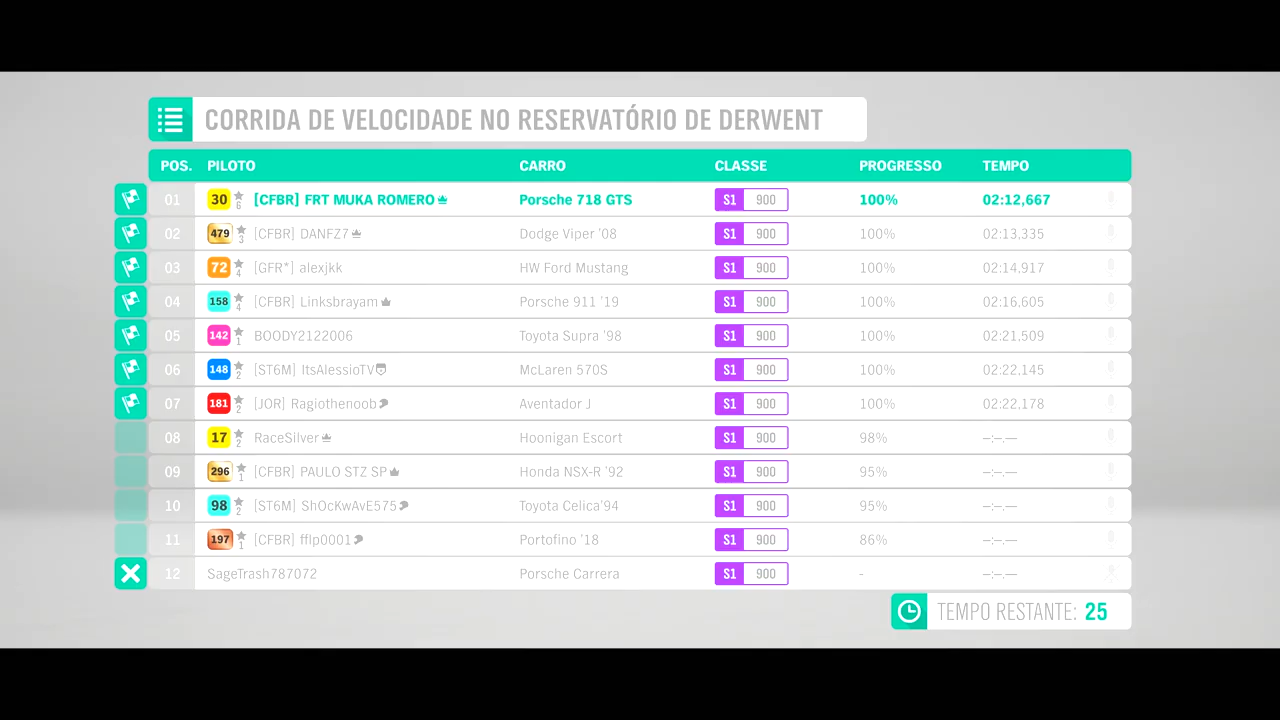 CORRIDA DE VELOCIDADE NO RESERVATÓRIO DE DERWENT
POS. PILOTO CARRO CLASSE PROGRESSO TEMPO
01 30 6 [CFBR] FRT MUKA ROMERO Porsche 718 GTS S1 900 100% 02:12,667
02 479 3 [CFBR] DANFZ7 Dodge Viper '08 S1 900 100% 02:13,335
03 72 4 [GFR*] alexjkk HW Ford Mustang S1 900 100% 02:14,917
04 158 4 [CFBR] Linksbrayam Porsche 911 '19 S1 900 100% 02:16,605
05 142 1 BOODY2122006 Toyota Supra '98 S1 900 100% 02:21,509
06 148 2 [ST6M] ItsAlessioTV McLaren 570S S1 900 100% 02:22,145
07 181 2 [JOR] Ragiothenoob Aventador J S1 900 100% 02:22,178
08 17 2 RaceSilver Hoonigan Escort S1 900 98% --:--.---
09 296 1 [CFBR] PAULO STZ SP Honda NSX-R '92 S1 900 95% --:--.---
10 98 2 [ST6M] ShOcKwAvE575 Toyota Celica'94 S1 900 95% --:--.---
11 197 1 [CFBR] fflp0001 Portofino '18 S1 900 86% --:--.---
12 SageTrash787072 Porsche Carrera S1 900 - --:--.---
TEMPO RESTANTE: 25